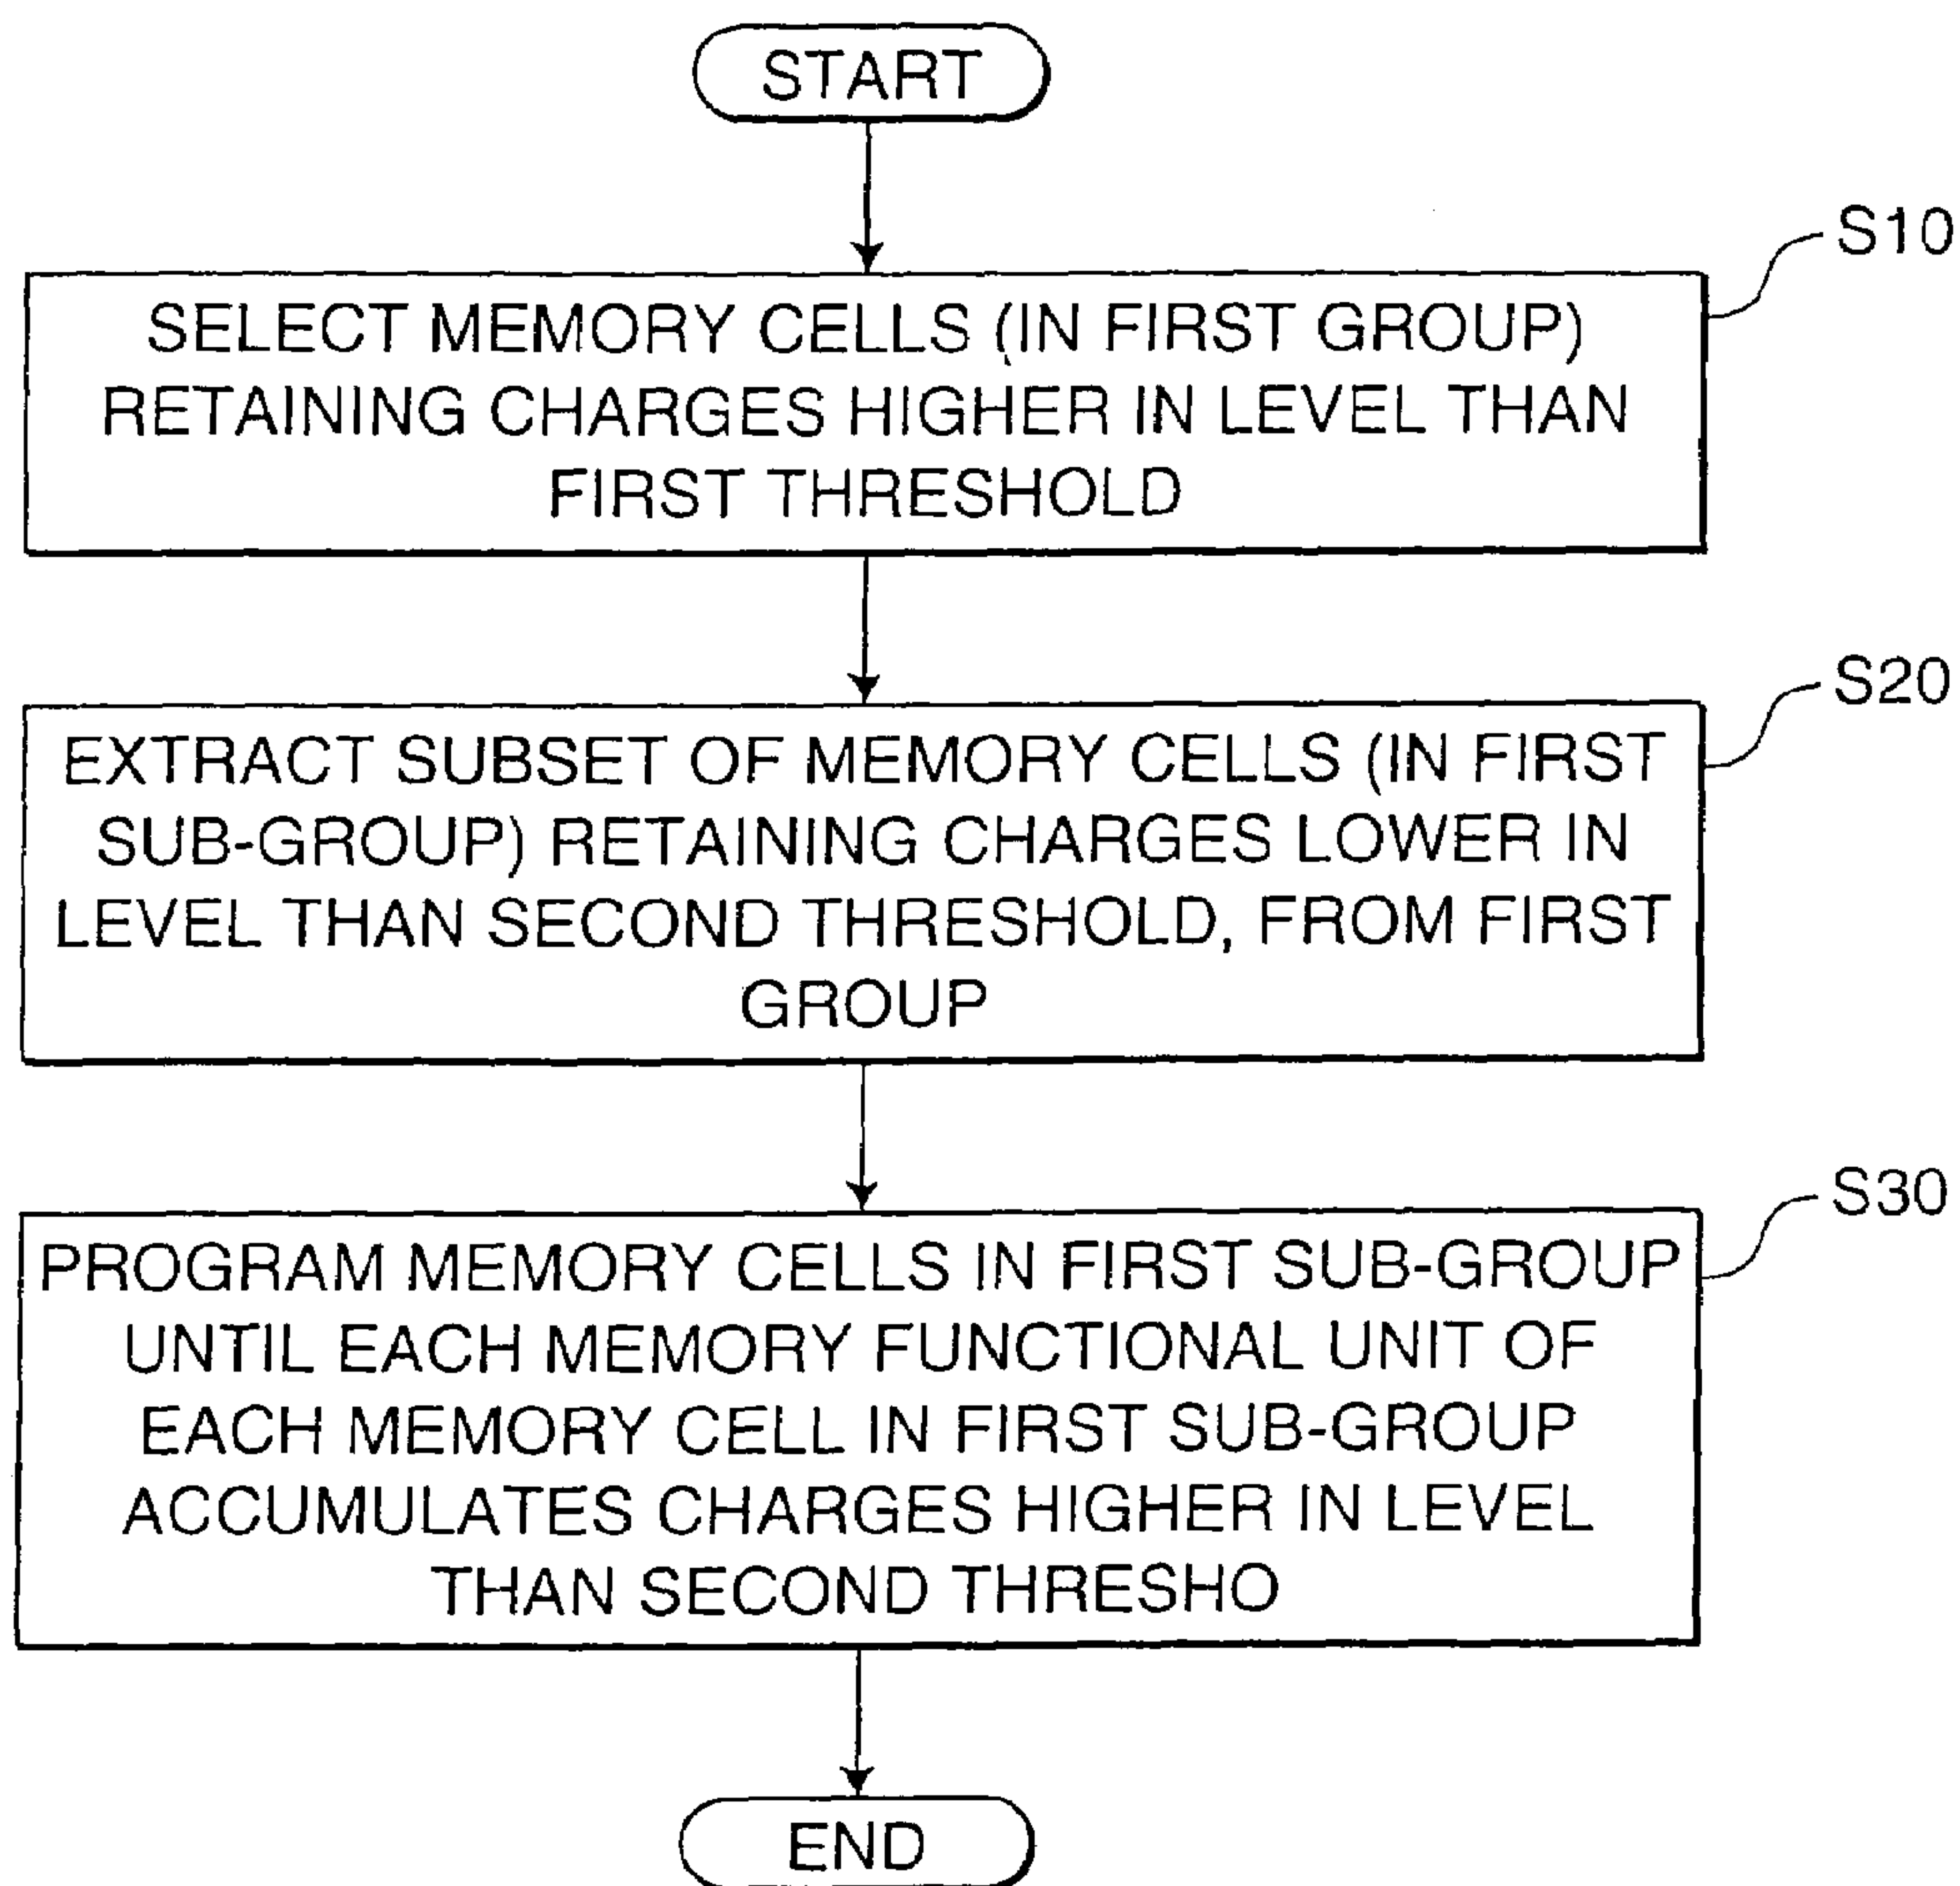 START
S10
SELECT MEMORY CELLS (IN FIRST GROUP)
RETAINING CHARGES HIGHER IN LEVEL THAN
FIRST THRESHOLD
S20
EXTRACT SUBSET OF MEMORY CELLS (IN FIRST
SUB-GROUP) RETAINING CHARGES LOWER IN
LEVEL THAN SECOND THRESHOLD, FROM FIRST
GROUP
S30
PROGRAM MEMORY CELLS IN FIRST SUB-GROUP
UNTIL EACH MEMORY FUNCTIONAL UNIT OF
EACH MEMORY CELL IN FIRST SUB-GROUP
ACCUMULATES CHARGES HIGHER IN LEVEL
THAN SECOND THRESHO
END